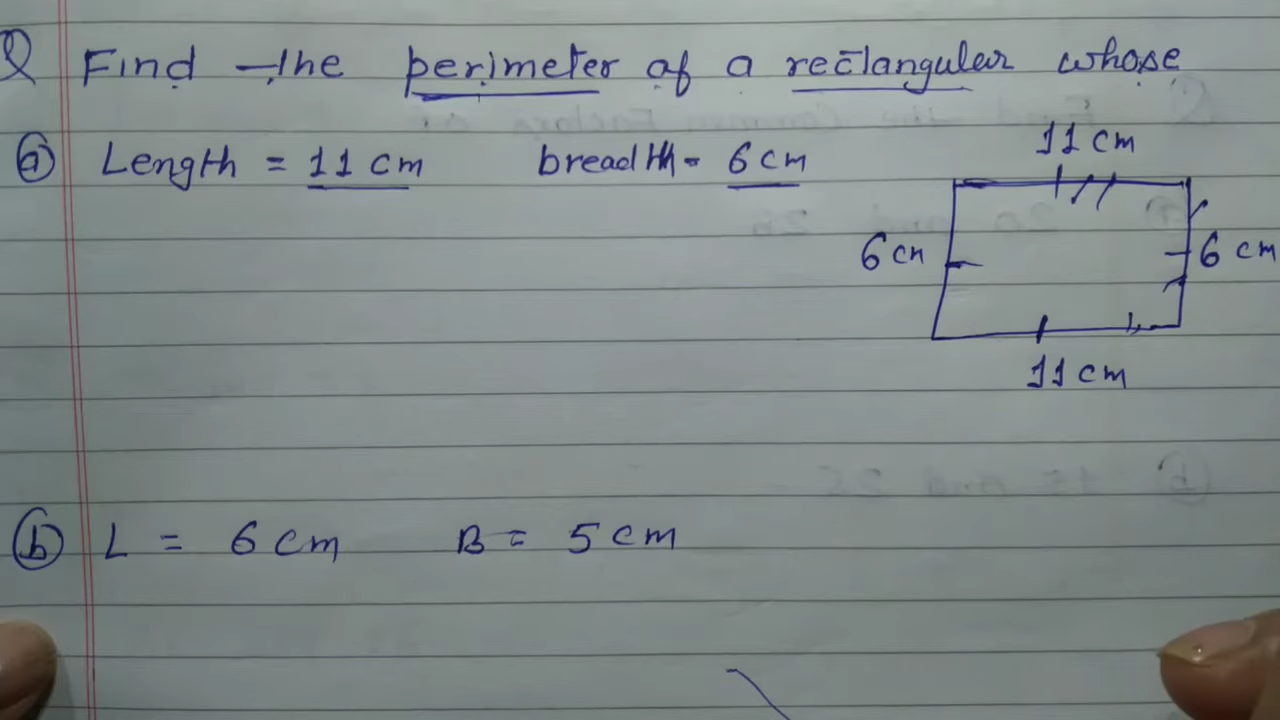 Q Find the perimeter of a rectangular whose
(a) Length = 11 cm breadth = 6 cm
11 cm
6 cm
6 cm
11 cm
(b) L = 6 cm B = 5 cm